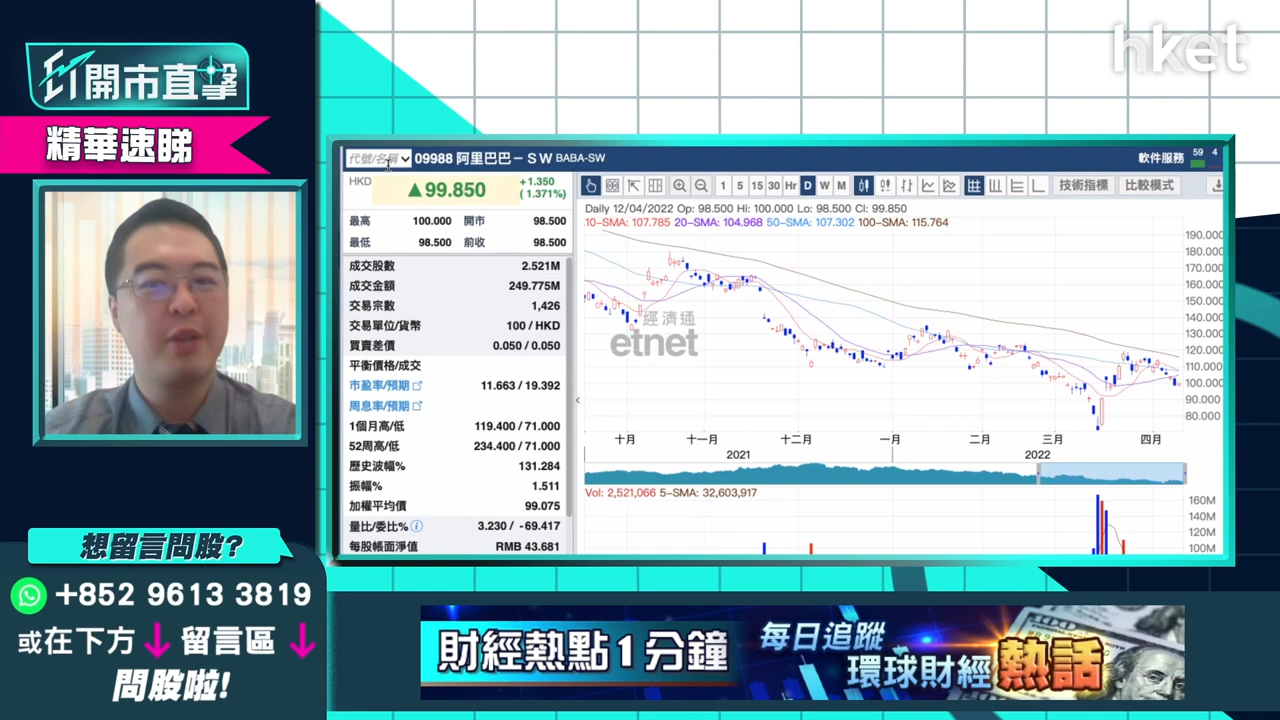 hket
ET開市直擊
精華速睇
代號/名稱 09988 阿里巴巴－ＳＷ BABA-SW 軟件服務 59 4
HKD ▲99.850 +1.350
( 1.371%)
最高 100.000 開市 98.500
最低 98.500 前收 98.500
成交股數 2.521M
成交金額 249.775M
交易宗數 1,426
交易單位/貨幣 100 / HKD
買賣差價 0.050 / 0.050
平衡價格/成交
市盈率/預期 11.663 / 19.392
周息率/預期
1個月高/低 119.400 / 71.000
52周高/低 234.400 / 71.000
歷史波幅% 131.284
振幅% 1.511
加權平均價 99.075
量比/委比% 3.230 / -69.417
每股帳面淨值 RMB 43.681
1 5 15 30 Hr D W M 技術指標 比較模式
Daily 12/04/2022 Op: 98.500 Hi: 100.000 Lo: 98.500 Cl: 99.850
10-SMA: 107.785 20-SMA: 104.968 50-SMA: 107.302 100-SMA: 115.764
190.000
180.000
170.000
160.000
150.000
140.000
130.000
120.000
110.000
100.000
90.000
80.000
經濟通
etnet
十月 十一月 十二月 一月 二月 三月 四月
2021 2022
Vol: 2,521,066 5-SMA: 32,603,917
160M
140M
120M
100M
想留言問股?
+852 9613 3819
或在下方↓留言區↓
問股啦!
財經熱點1分鐘
每日追蹤
環球財經熱話